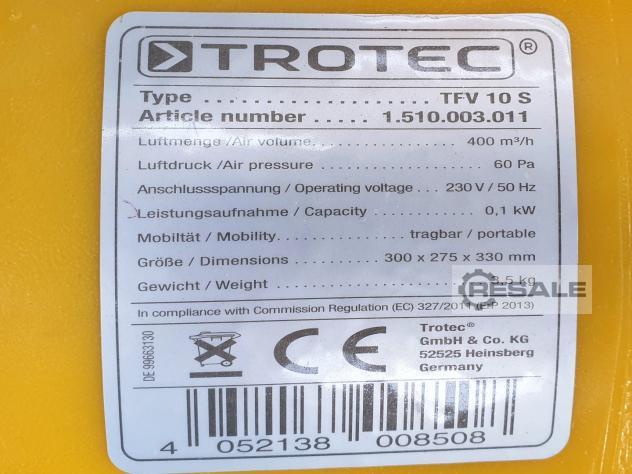 TROTEC ®
Type .................... TFV 10 S
Article number ..... 1.510.003.011
Luftmenge /Air volume. .................... 400 m³/h
Luftdruck /Air pressure .................... 60 Pa
Anschlussspannung / Operating voltage ... 230 V / 50 Hz
Leistungsaufnahme / Capacity ............ 0,1 kW
Mobiltät / Mobility. ............ tragbar / portable
Größe / Dimensions ........ 300 x 275 x 330 mm
Gewicht / Weight .................... 3,5 kg
RESALE
In compliance with Commission Regulation (EC) 327/2011 (ErP 2013)
DE 99663130
CE
Trotec®
GmbH & Co. KG
52525 Heinsberg
Germany
4 052138 008508